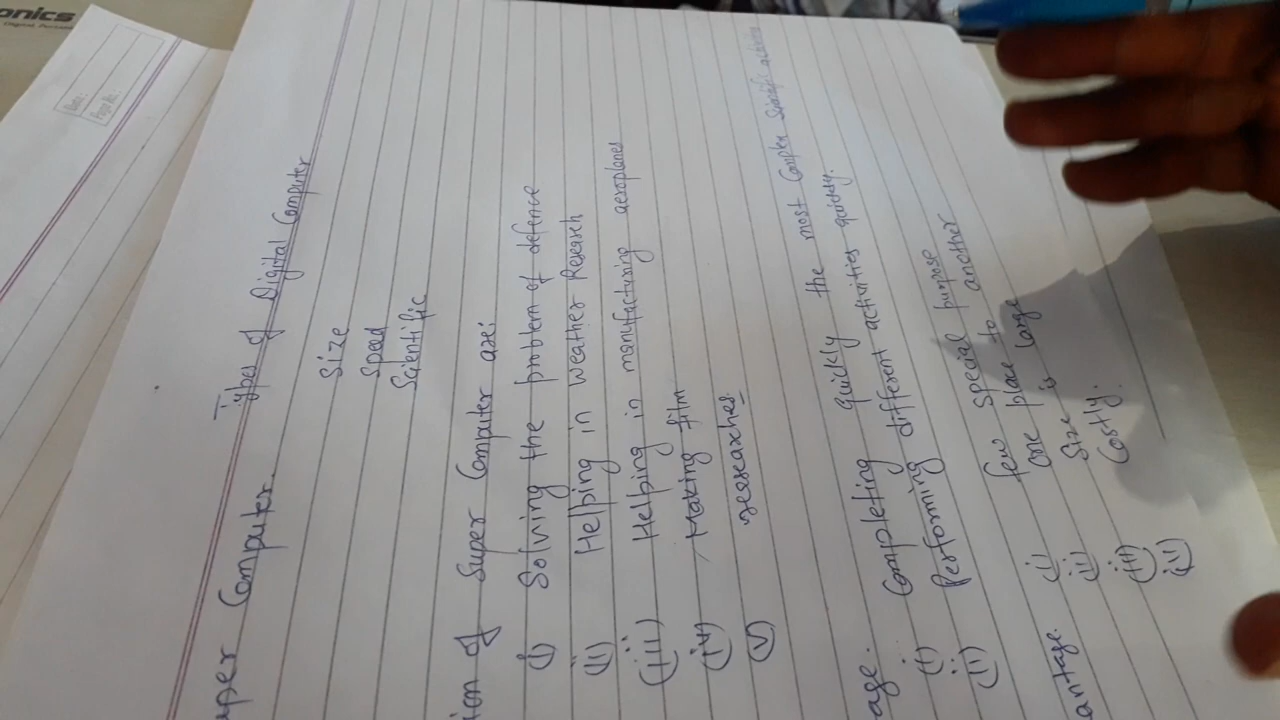 onics
Date:
Page No.:
Types of Digital Computer
uper Computer.
Size
Speed
Scientific
ion of Super Computer are:
(i) Solving the problem of defence
(ii) Helping in weather Research
(iii) Helping in manufacturing aeroplanes
(iv) Making film
(v) researches.
age.
(i) Completing quickly the most Complex
(ii) Performing different activities quickly.
antage.
(i) few special purpose
(ii) one place to another
(iii) Size is large
(iv) Costly.